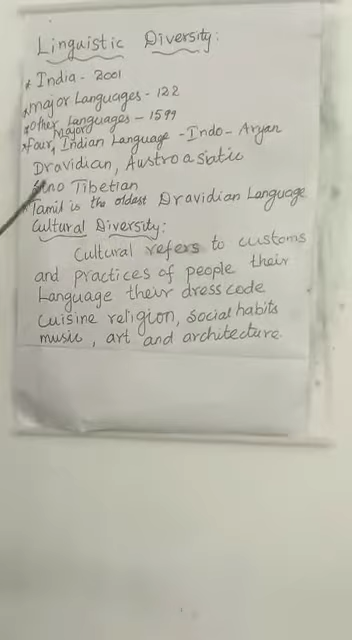 Linguistic Diversity:
* India - 2001
* major Languages - 122
* Other Languages - 1599
* four Major Indian Language - Indo - Aryan
Dravidian, Austroasiatic
Sino Tibetian
Tamil is the oldest Dravidian Language
Cultural Diversity:
Cultural refers to customs
and practices of people their
Language their dress code
cuisine religion, social habits
music, art and architecture.